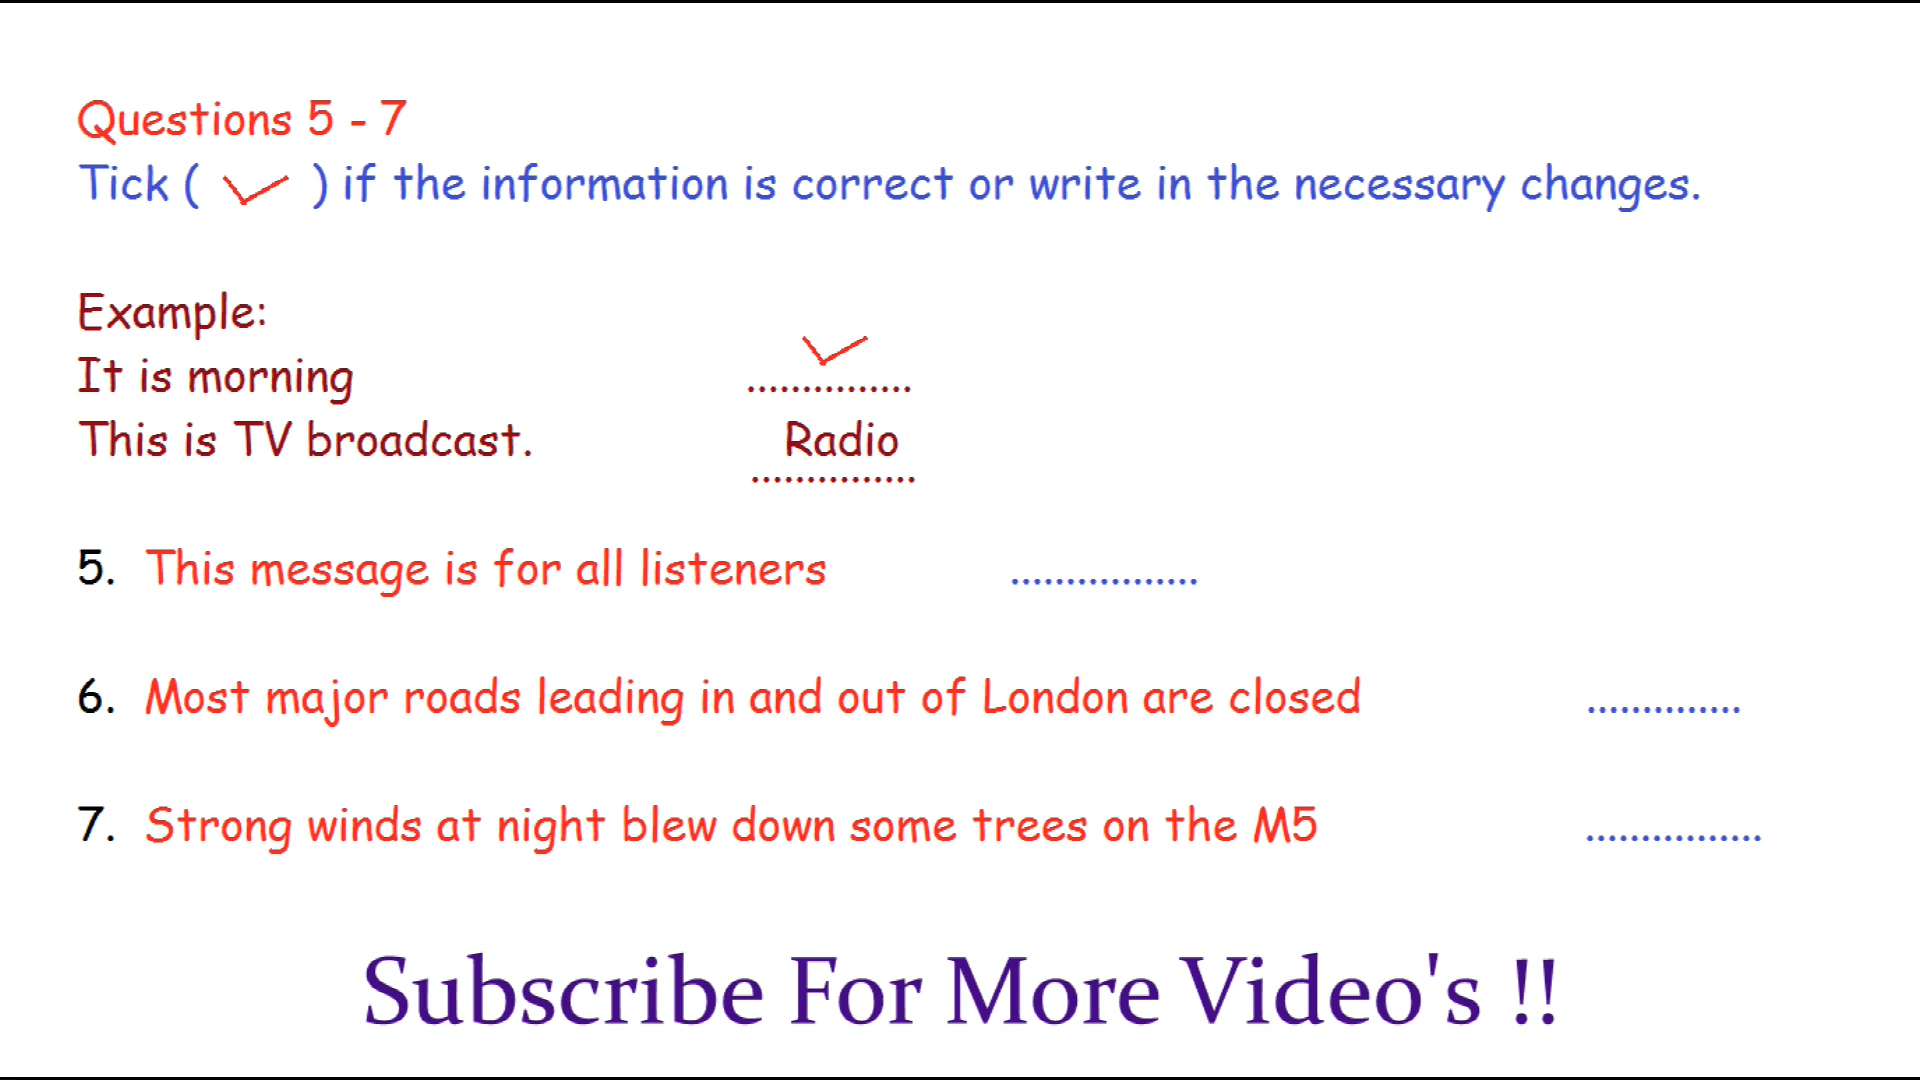 Questions 5 - 7
Tick ( ✓ ) if the information is correct or write in the necessary changes.
Example:
It is morning ...............
This is TV broadcast. Radio
...............
5. This message is for all listeners .................
6. Most major roads leading in and out of London are closed ..............
7. Strong winds at night blew down some trees on the M5 ................
Subscribe For More Video's !!